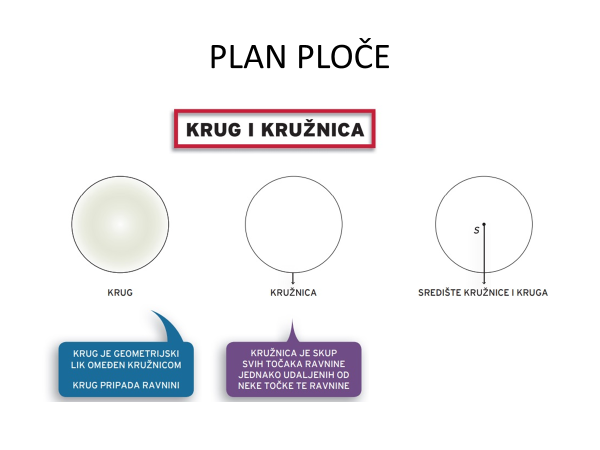 PLAN PLOČE
KRUG I KRUŽNICA
S
KRUG
KRUŽNICA
SREDIŠTE KRUŽNICE I KRUGA
KRUG JE GEOMETRIJSKI
LIK OMEĐEN KRUŽNICOM
KRUG PRIPADA RAVNINI
KRUŽNICA JE SKUP
SVIH TOČAKA RAVNINE
JEDNAKO UDALJENIH OD
NEKE TOČKE TE RAVNINE